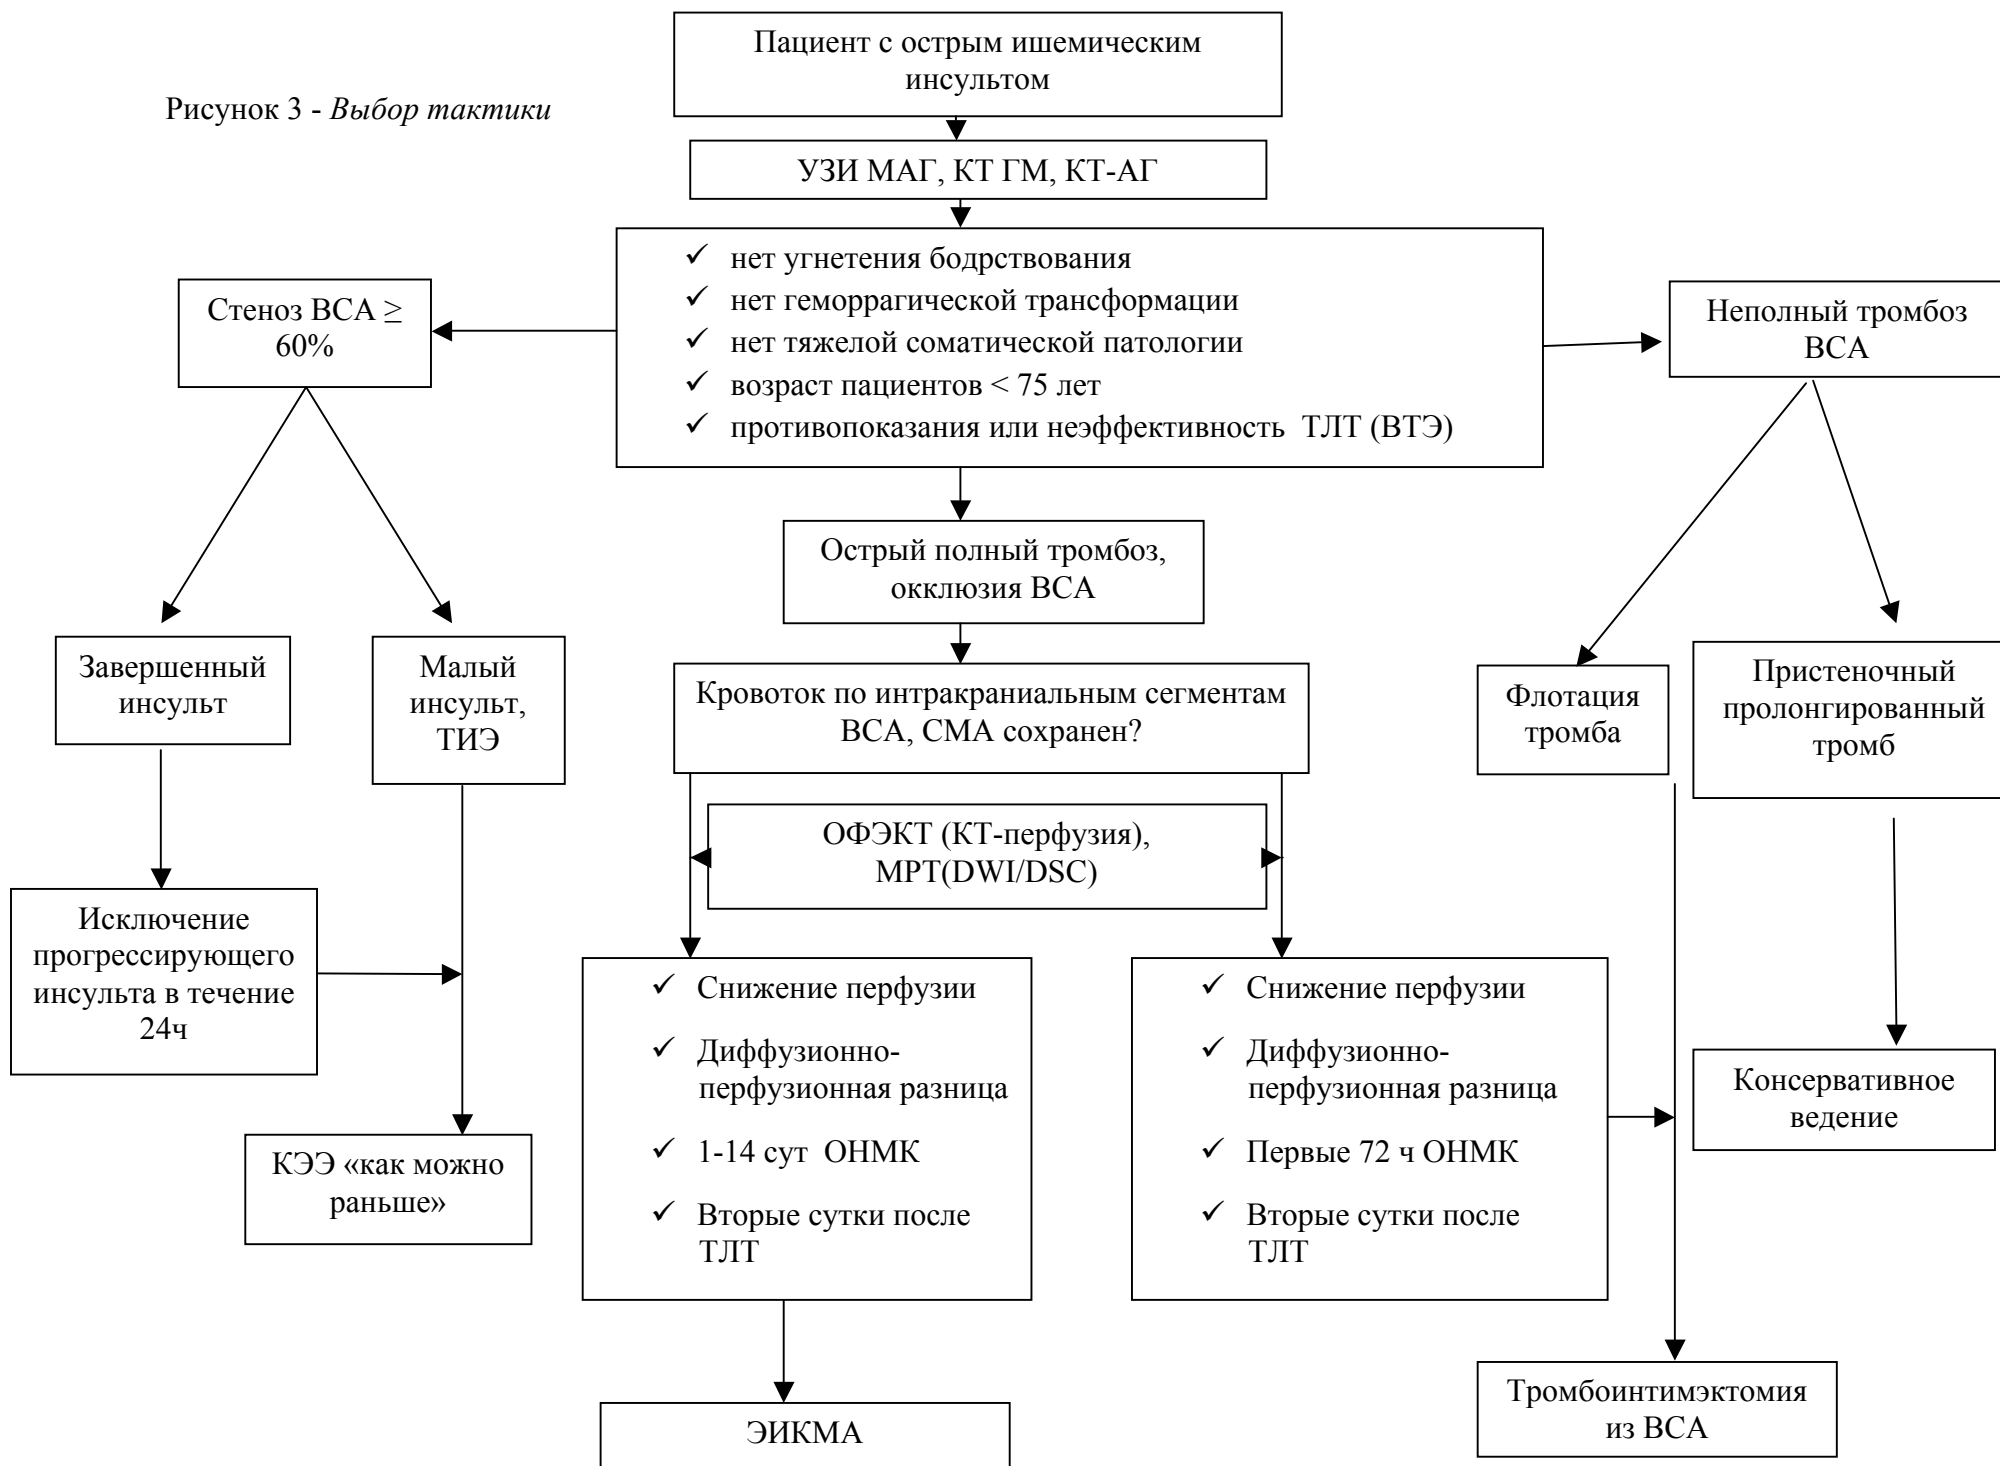 Пациент с острым ишемическим
инсультом
Рисунок 3 - Выбор тактики
УЗИ МАГ, КТ ГМ, КТ-АГ
✓ нет угнетения бодрствования
✓ нет геморрагической трансформации
✓ нет тяжелой соматической патологии
✓ возраст пациентов < 75 лет
✓ противопоказания или неэффективность ТЛТ (ВТЭ)
Стеноз ВСА ≥
60%
Неполный тромбоз
ВСА
Острый полный тромбоз,
окклюзия ВСА
Завершенный
инсульт
Малый
инсульт,
ТИЭ
Кровоток по интракраниальным сегментам
ВСА, СМА сохранен?
Флотация
тромба
Пристеночный
пролонгированный
тромб
ОФЭКТ (КТ-перфузия),
МРТ(DWI/DSC)
Исключение
прогрессирующего
инсульта в течение
24ч
✓ Снижение перфузии
✓ Диффузионно-
перфузионная разница
✓ 1-14 сут ОНМК
✓ Вторые сутки после
ТЛТ
✓ Снижение перфузии
✓ Диффузионно-
перфузионная разница
✓ Первые 72 ч ОНМК
✓ Вторые сутки после
ТЛТ
Консервативное
ведение
КЭЭ «как можно
раньше»
ЭИКМА
Тромбоинтимэктомия
из ВСА